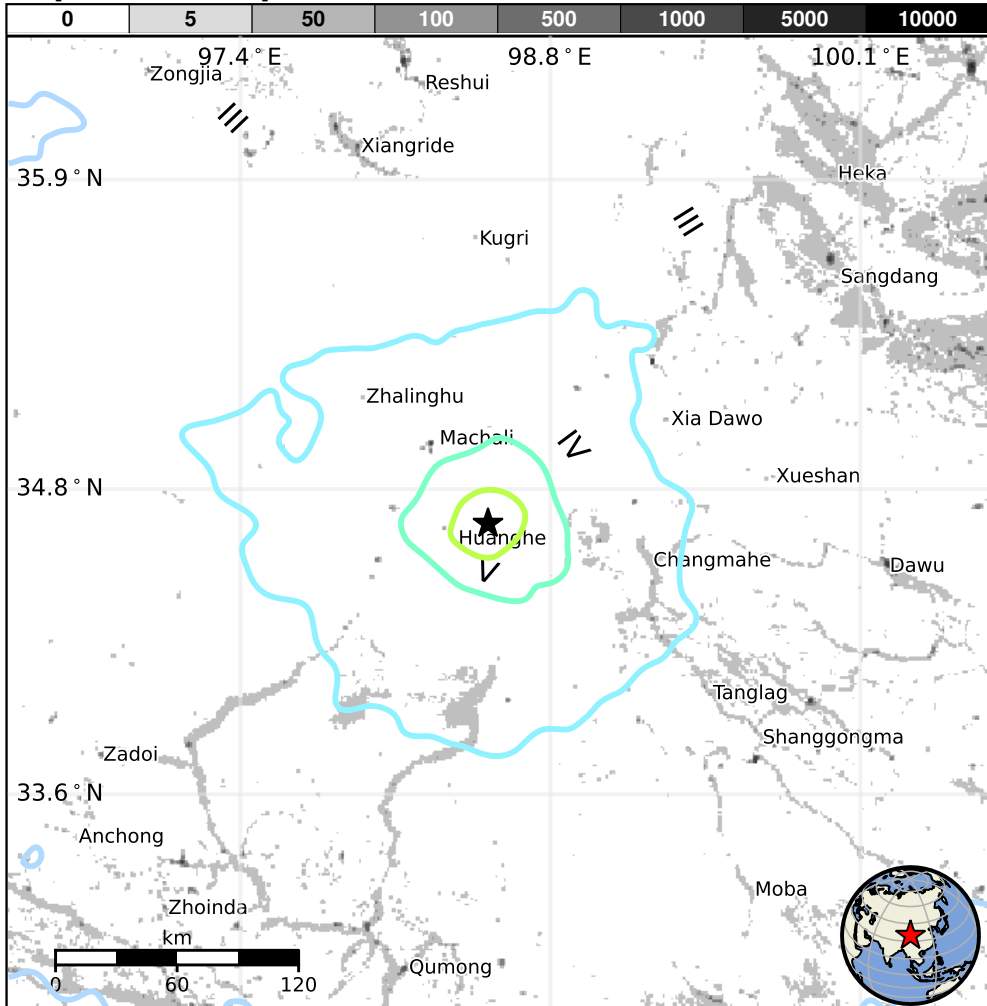 0 5 50 100 500 1000 5000 10000
97.4°E 98.8°E 100.1°E
Zongjia
Reshui
III
Xiangride
Heka
35.9°N
III
Kugri
Sangdang
Zhalinghu
Xia Dawo
Machali
IV
Xueshan
34.8°N
Huanghe
Changmahe
Dawu
V
Tanglag
Shanggongma
Zadoi
33.6°N
Anchong
Moba
Zhoinda
km
Qumong
0 60 120